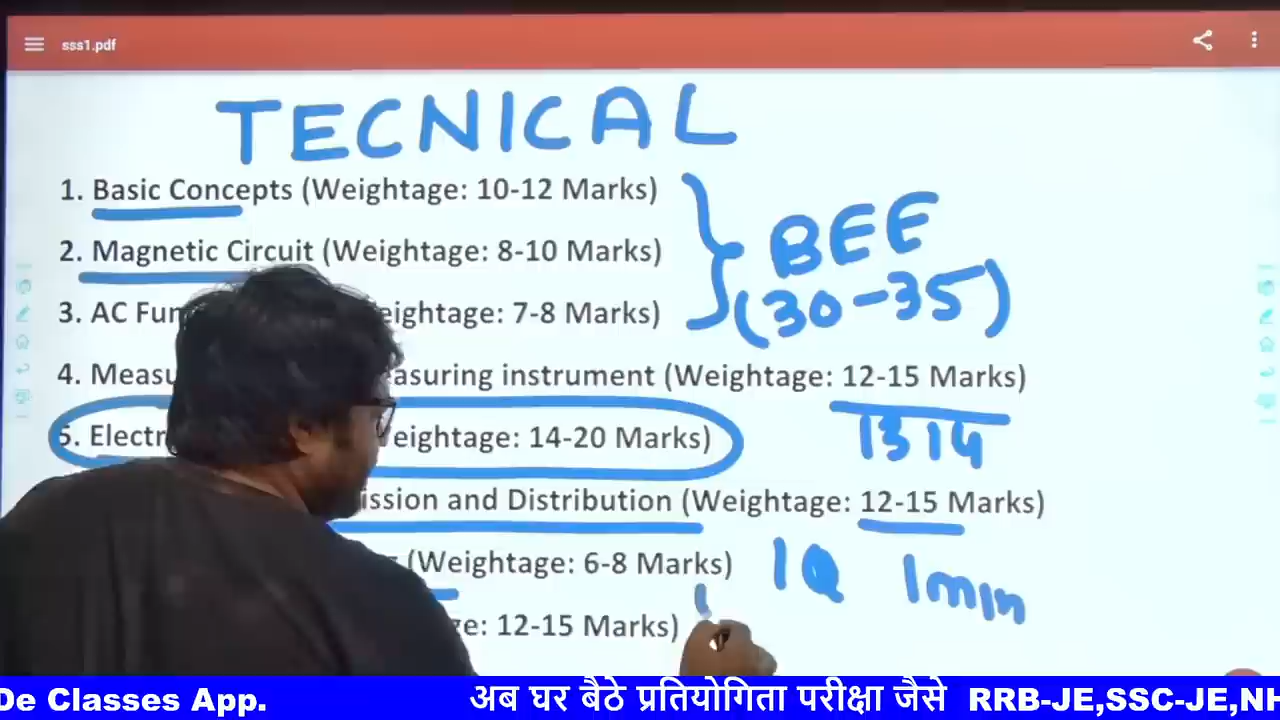 sss1.pdf
TECNICAL
1. Basic Concepts (Weightage: 10-12 Marks)
2. Magnetic Circuit (Weightage: 8-10 Marks)
BEE
(30-35)
3. AC Fun eightage: 7-8 Marks)
4. Measu asuring instrument (Weightage: 12-15 Marks)
5. Electr Weightage: 14-20 Marks)
13 14
ission and Distribution (Weightage: 12-15 Marks)
(Weightage: 6-8 Marks)
1Q 1min
ge: 12-15 Marks)
De Classes App. अब घर बैठे प्रतियोगिता परीक्षा जैसे RRB-JE,SSC-JE,NH